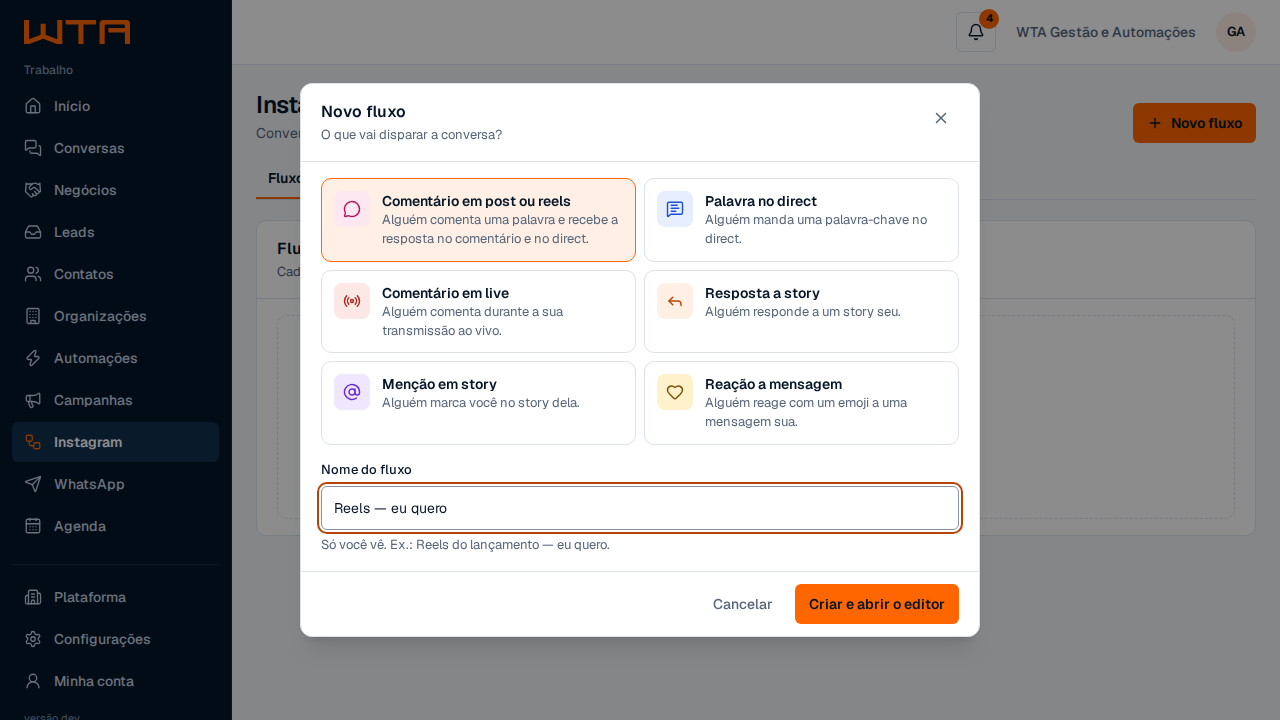 WTA
Trabalho
Início
Conversas
Negócios
Leads
Contatos
Organizações
Automações
Campanhas
Instagram
WhatsApp
Agenda
Plataforma
Configurações
Minha conta
versão dev
4
WTA Gestão e Automações
GA
Novo fluxo
Novo fluxo
O que vai disparar a conversa?
Comentário em post ou reels
Alguém comenta uma palavra e recebe a
resposta no comentário e no direct.
Palavra no direct
Alguém manda uma palavra-chave no
direct.
Comentário em live
Alguém comenta durante a sua
transmissão ao vivo.
Resposta a story
Alguém responde a um story seu.
Menção em story
Alguém marca você no story dela.
Reação a mensagem
Alguém reage com um emoji a uma
mensagem sua.
Nome do fluxo
Reels — eu quero
Só você vê. Ex.: Reels do lançamento — eu quero.
Cancelar
Criar e abrir o editor